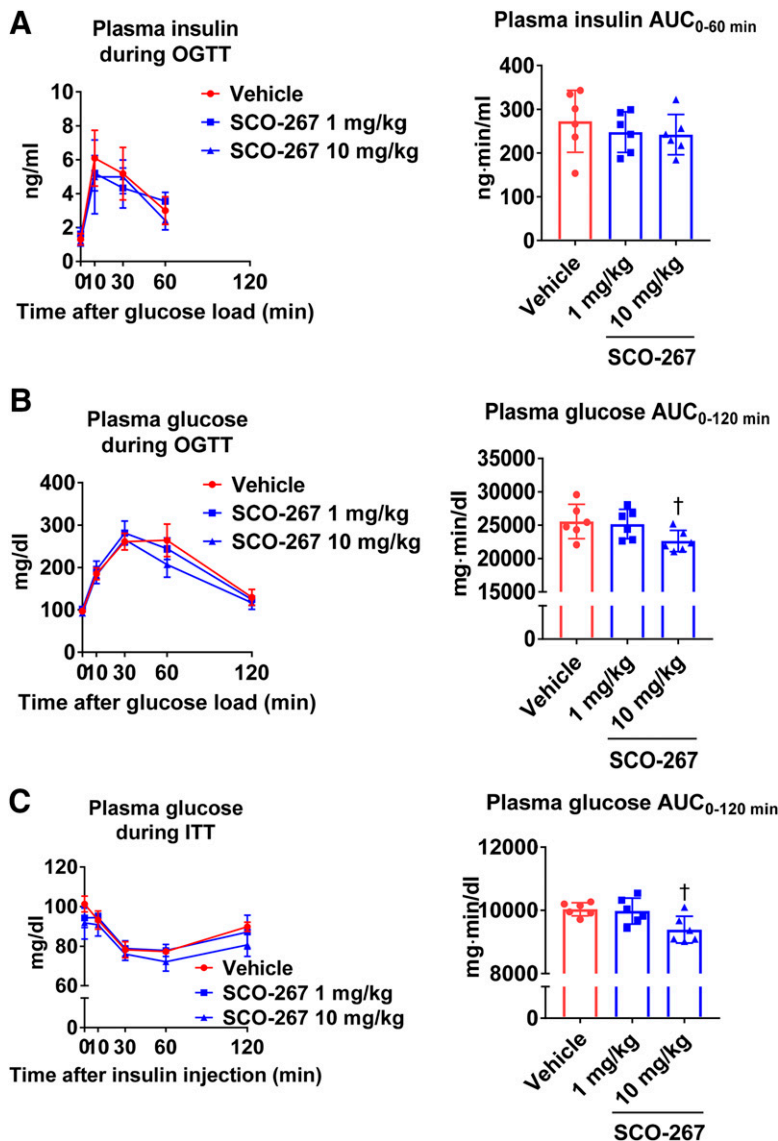 A
Plasma insulin
during OGTT
10
8
6
4
2
0
ng/ml
Vehicle
SCO-267 1 mg/kg
SCO-267 10 mg/kg
0 10 30 60 120
Time after glucose load (min)
Plasma insulin AUC0-60 min
400
300
200
100
0
ng·min/ml
Vehicle
1 mg/kg
10 mg/kg
SCO-267
B
Plasma glucose
during OGTT
400
300
200
100
0
mg/dl
Vehicle
SCO-267 1 mg/kg
SCO-267 10 mg/kg
0 10 30 60 120
Time after glucose load (min)
Plasma glucose AUC0-120 min
35000
30000
25000
20000
15000
0
mg·min/dl
†
Vehicle
1 mg/kg
10 mg/kg
SCO-267
C
Plasma glucose
during ITT
120
100
80
60
0
mg/dl
Vehicle
SCO-267 1 mg/kg
SCO-267 10 mg/kg
0 10 30 60 120
Time after insulin injection (min)
Plasma glucose AUC0-120 min
12000
10000
8000
0
mg·min/dl
†
Vehicle
1 mg/kg
10 mg/kg
SCO-267